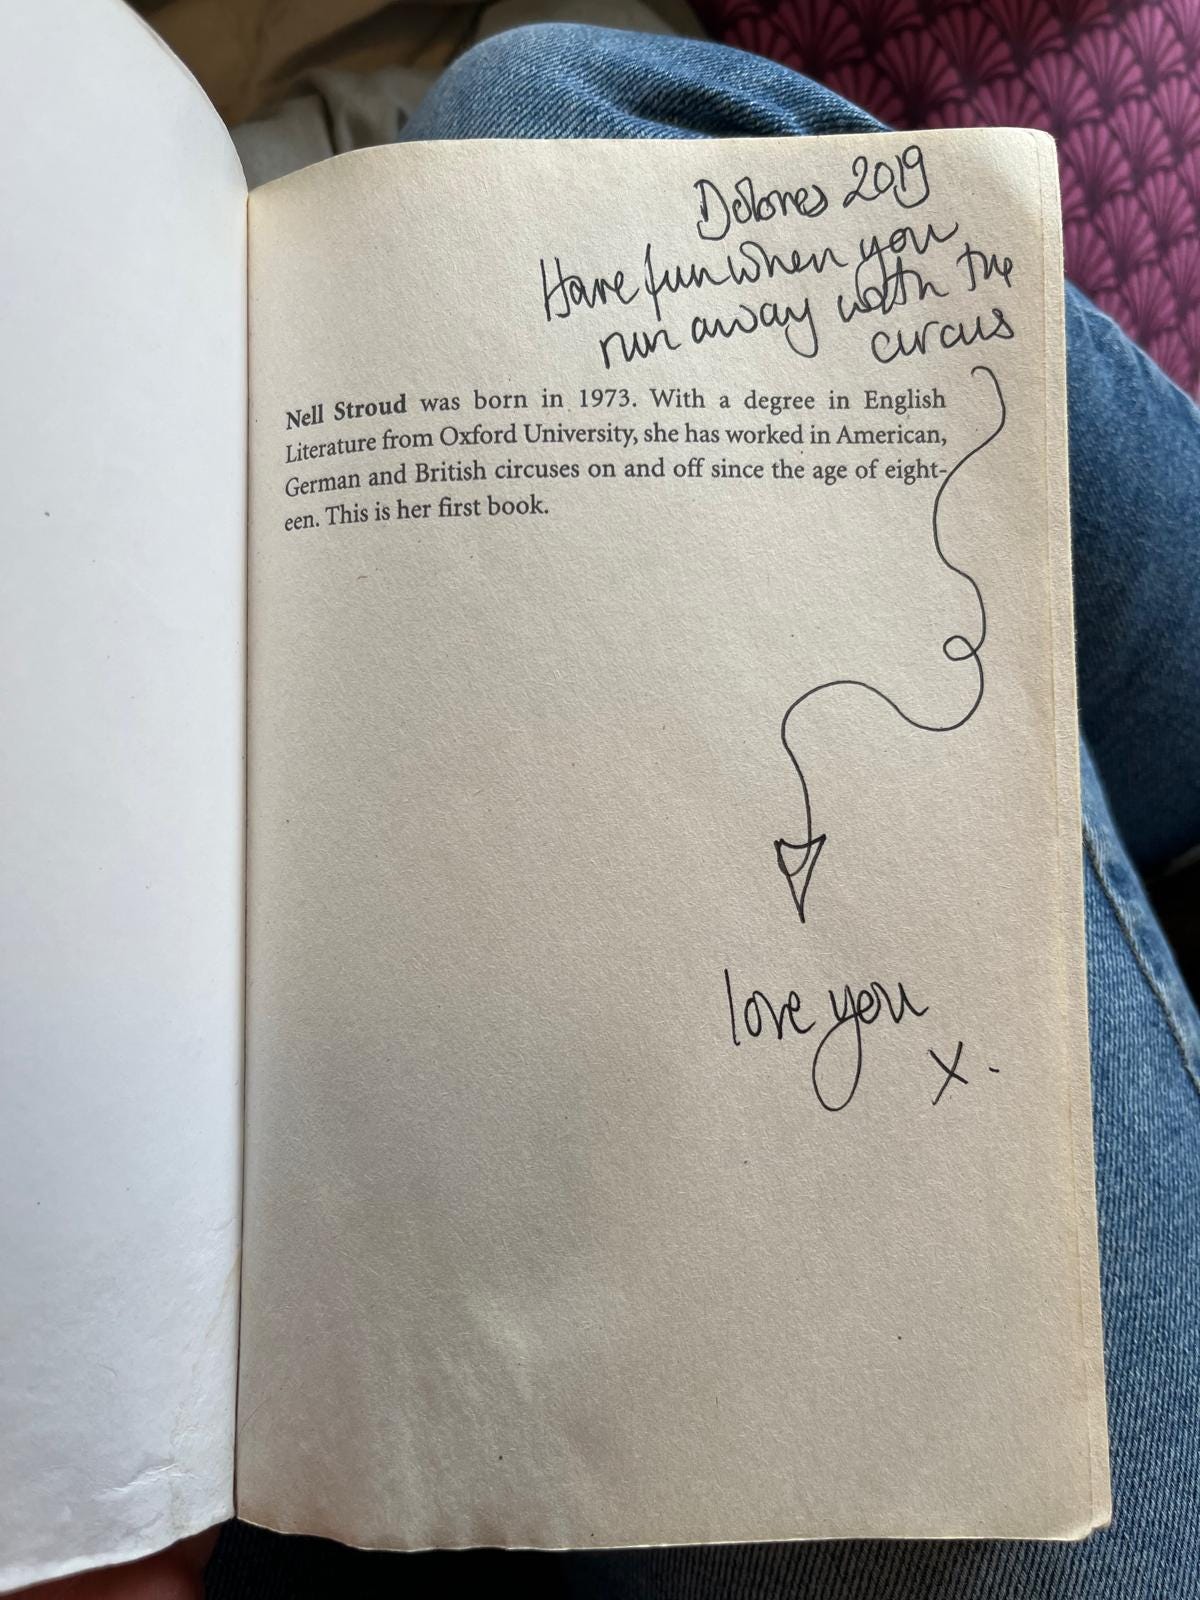 Dolores 2019
Have fun when you
run away with the
circus
Nell Stroud was born in 1973. With a degree in English
Literature from Oxford University, she has worked in American,
German and British circuses on and off since the age of eight-
een. This is her first book.
love you
x.